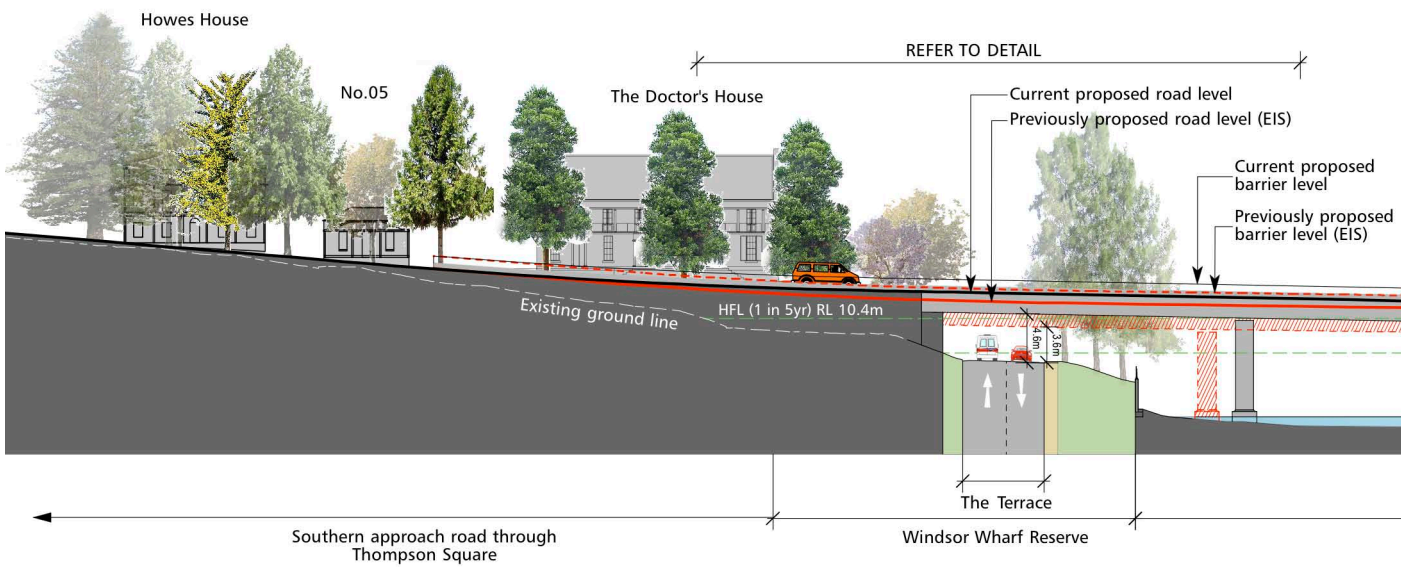 Howes House
REFER TO DETAIL
No.05
The Doctor's House
Current proposed road level
Previously proposed road level (EIS)
Current proposed
barrier level
Previously proposed
barrier level (EIS)
Existing ground line
HFL (1 in 5yr) RL 10.4m
4.6m
3.6m
The Terrace
Southern approach road through
Thompson Square
Windsor Wharf Reserve